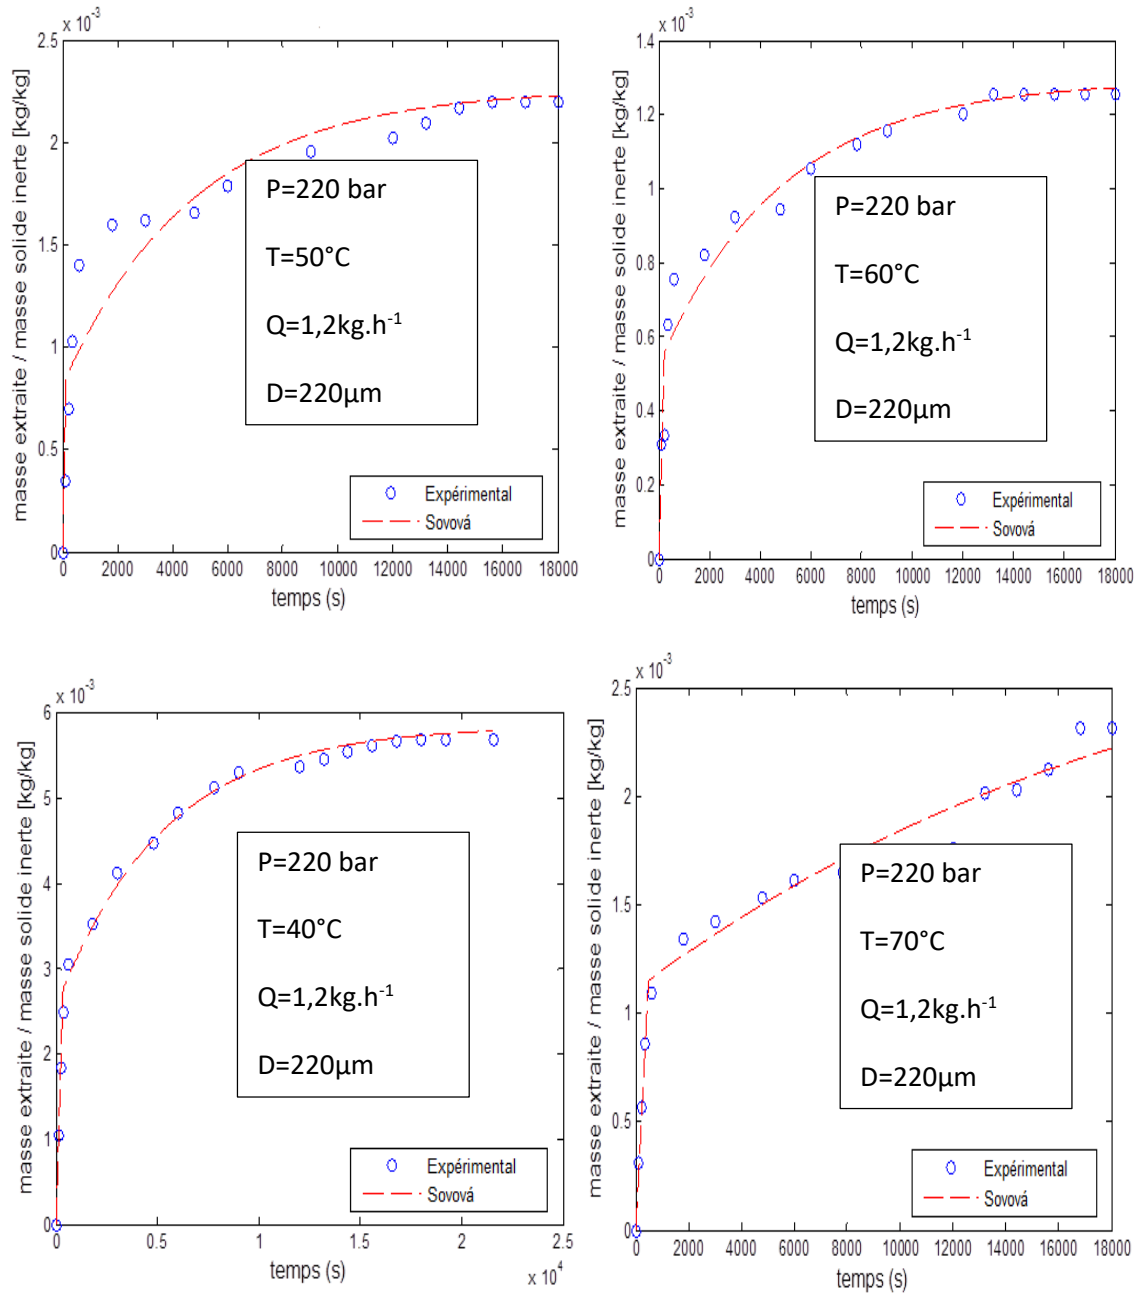 x 10⁻³
2.5
2
1.5
1
0.5
0
masse extraite / masse solide inerte [kg/kg]
P=220 bar
T=50°C
Q=1,2kg.h⁻¹
D=220µm
Expérimental
Sovová
0 2000 4000 6000 8000 10000 12000 14000 16000 18000
temps (s)
x 10⁻³
1.4
1.2
1
0.8
0.6
0.4
0.2
0
masse extraite / masse solide inerte [kg/kg]
P=220 bar
T=60°C
Q=1,2kg.h⁻¹
D=220µm
Expérimental
Sovová
0 2000 4000 6000 8000 10000 12000 14000 16000 18000
temps (s)
x 10⁻³
6
5
4
3
2
1
0
masse extraite / masse solide inerte [kg/kg]
P=220 bar
T=40°C
Q=1,2kg.h⁻¹
D=220µm
Expérimental
Sovová
0 0.5 1 1.5 2 2.5
temps (s)
x 10⁴
x 10⁻³
2.5
2
1.5
1
0.5
0
masse extraite / masse solide inerte [kg/kg]
P=220 bar
T=70°C
Q=1,2kg.h⁻¹
D=220µm
Expérimental
Sovová
0 2000 4000 6000 8000 10000 12000 14000 16000 18000
temps (s)